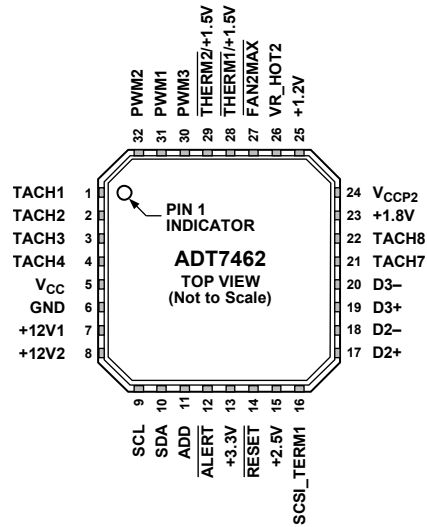 PWM2
PWM1
PWM3
THERM2/+1.5V
THERM1/+1.5V
FAN2MAX
VR_HOT2
+1.2V
32 31 30 29 28 27 26 25
TACH1 1
TACH2 2
TACH3 3
TACH4 4
VCC 5
GND 6
+12V1 7
+12V2 8
PIN 1
INDICATOR
ADT7462
TOP VIEW
(Not to Scale)
24 VCCP2
23 +1.8V
22 TACH8
21 TACH7
20 D3–
19 D3+
18 D2–
17 D2+
9 10 11 12 13 14 15 16
SCL
SDA
ADD
ALERT
+3.3V
RESET
+2.5V
SCSI_TERM1